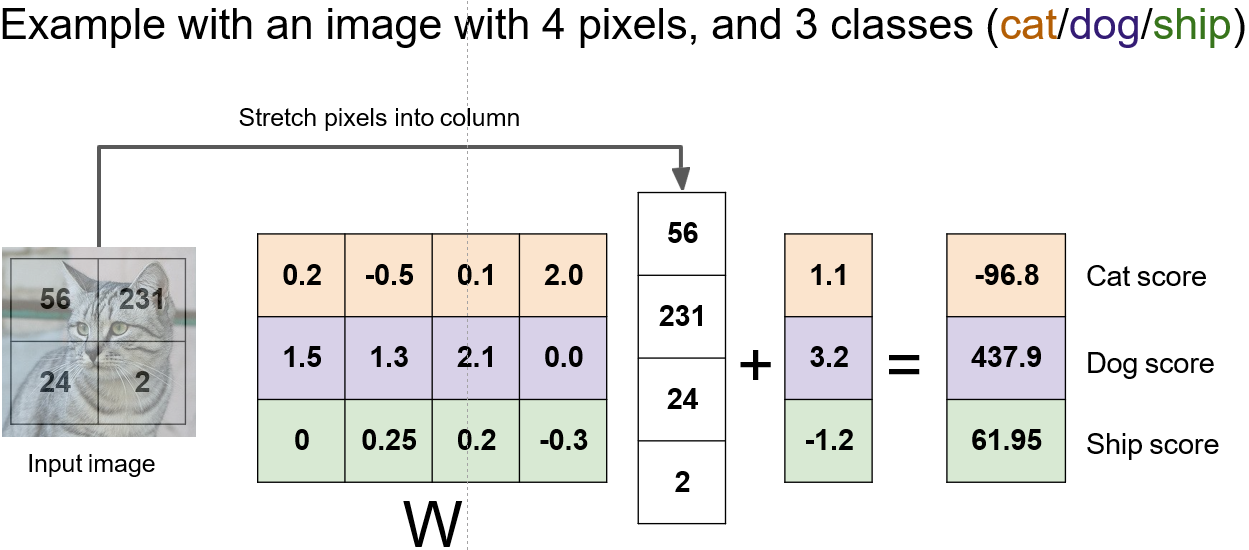 Example with an image with 4 pixels, and 3 classes (cat/dog/ship)
Stretch pixels into column
56 231
24 2
Input image
0.2 -0.5 0.1 2.0
1.5 1.3 2.1 0.0
0 0.25 0.2 -0.3
W
56
231
24
2
+
1.1
3.2
-1.2
=
-96.8 Cat score
437.9 Dog score
61.95 Ship score